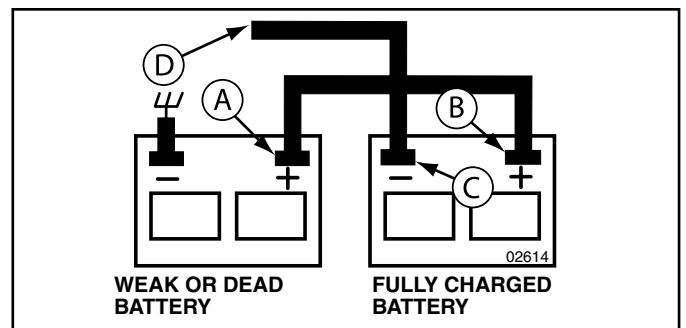 D
A
B
C
– + – +
02614
WEAK OR DEAD
BATTERY
FULLY CHARGED
BATTERY